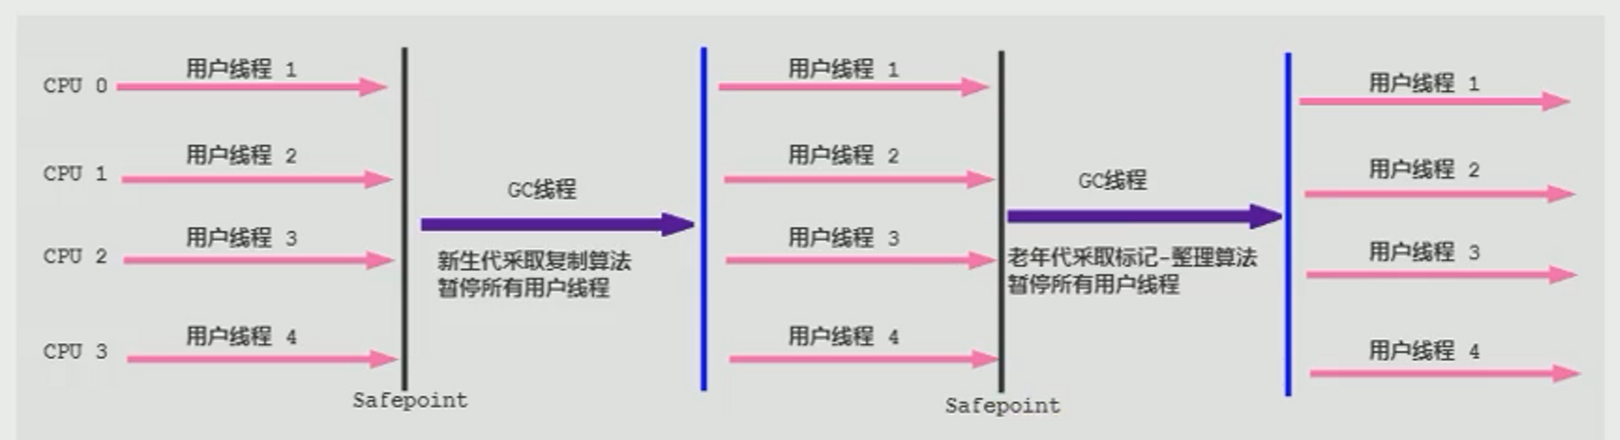 CPU 0
用户线程 1
用户线程 1
用户线程 1
CPU 1
用户线程 2
用户线程 2
用户线程 2
GC线程
GC线程
CPU 2
用户线程 3
用户线程 3
用户线程 3
新生代采取复制算法
暂停所有用户线程
老年代采取标记-整理算法
暂停所有用户线程
CPU 3
用户线程 4
用户线程 4
用户线程 4
Safepoint
Safepoint